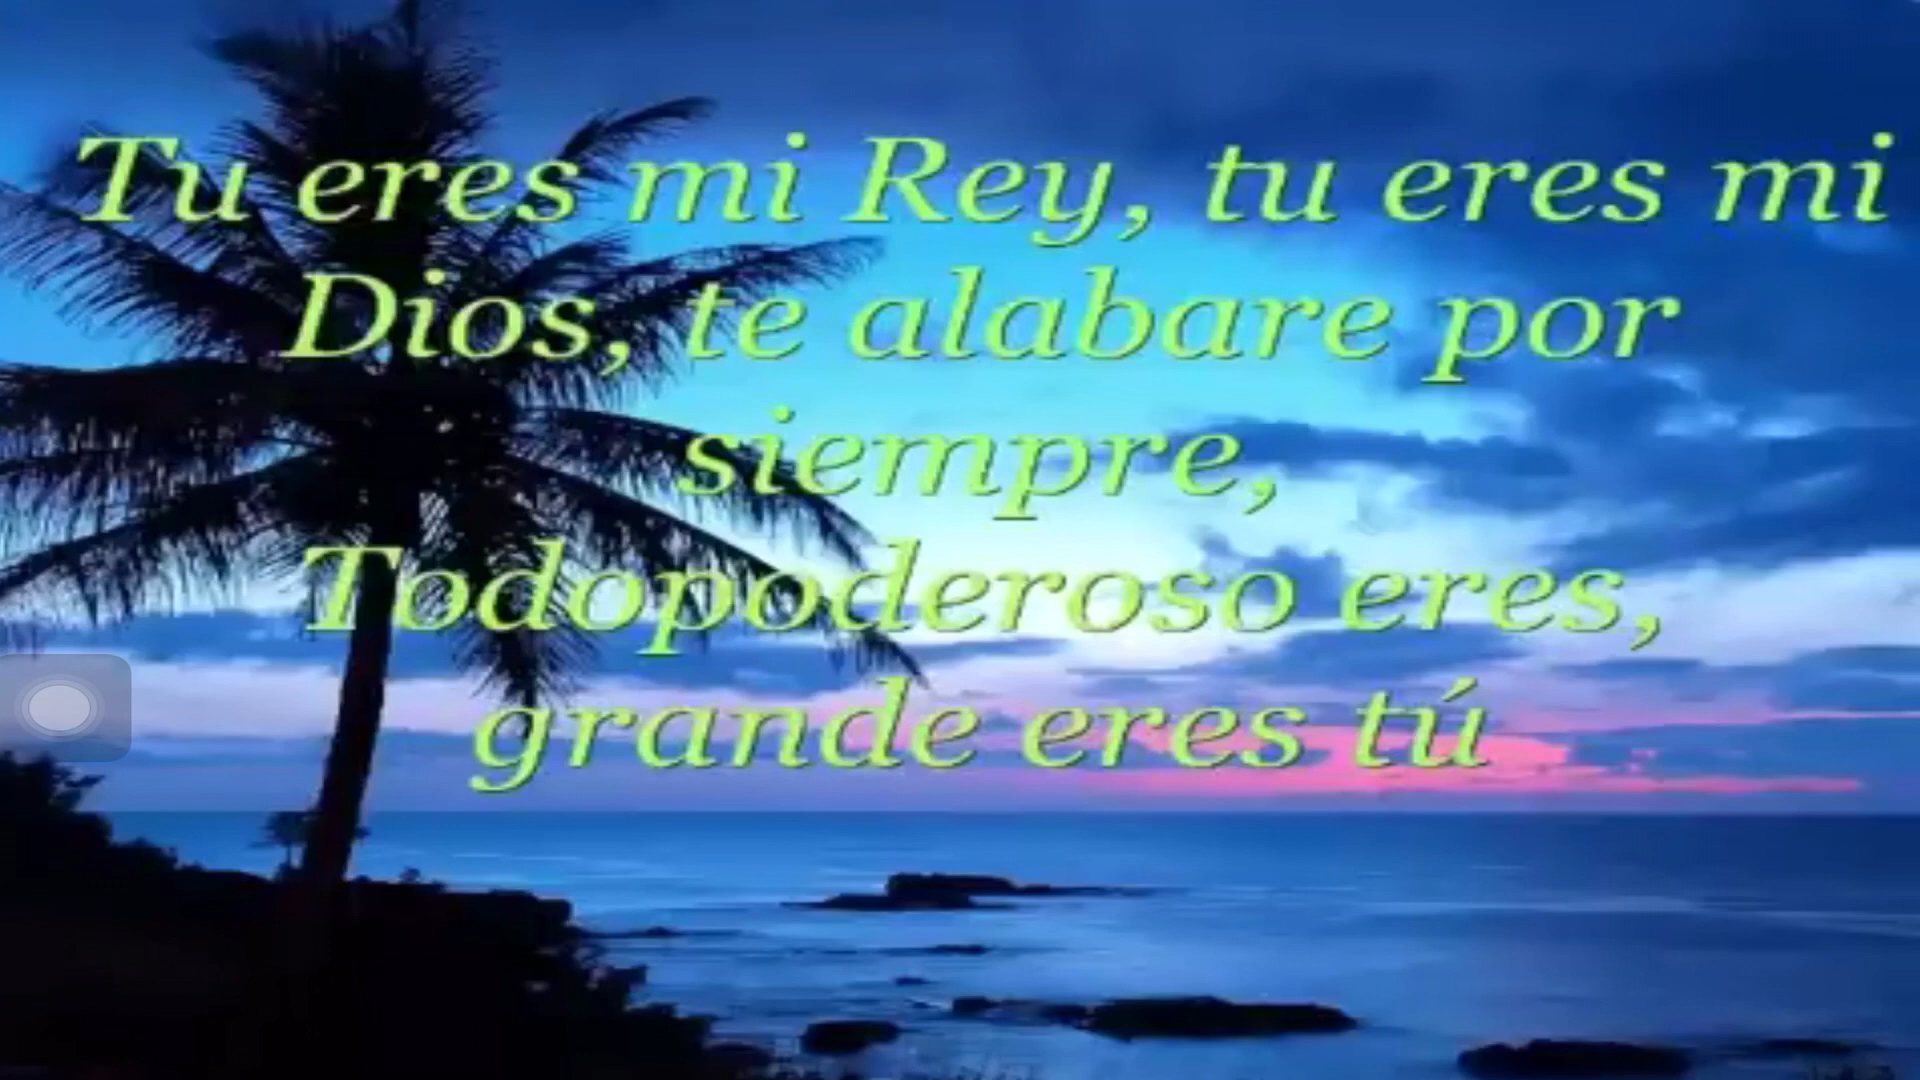 Tu eres mi Rey, tu eres mi
Dios, te alabare por
siempre,
Todopoderoso eres,
grande eres tú